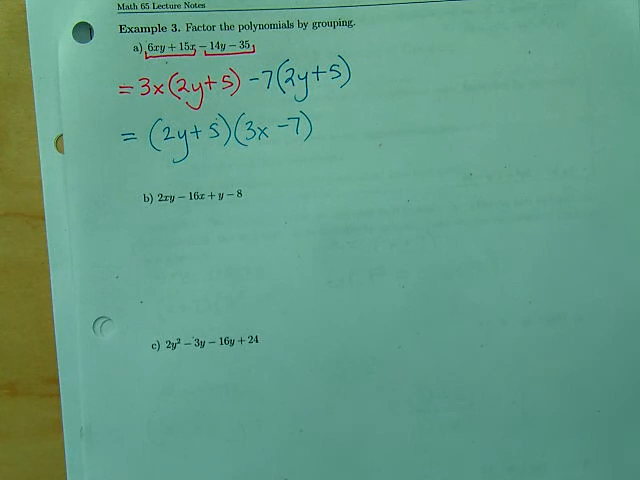 Math 65 Lecture Notes
Example 3. Factor the polynomials by grouping.
a) 6xy + 15x - 14y - 35
= 3x(2y+5) -7(2y+5)
= (2y+5)(3x-7)
b) 2xy - 16x + y - 8
c) 2y² - 3y - 16y + 24